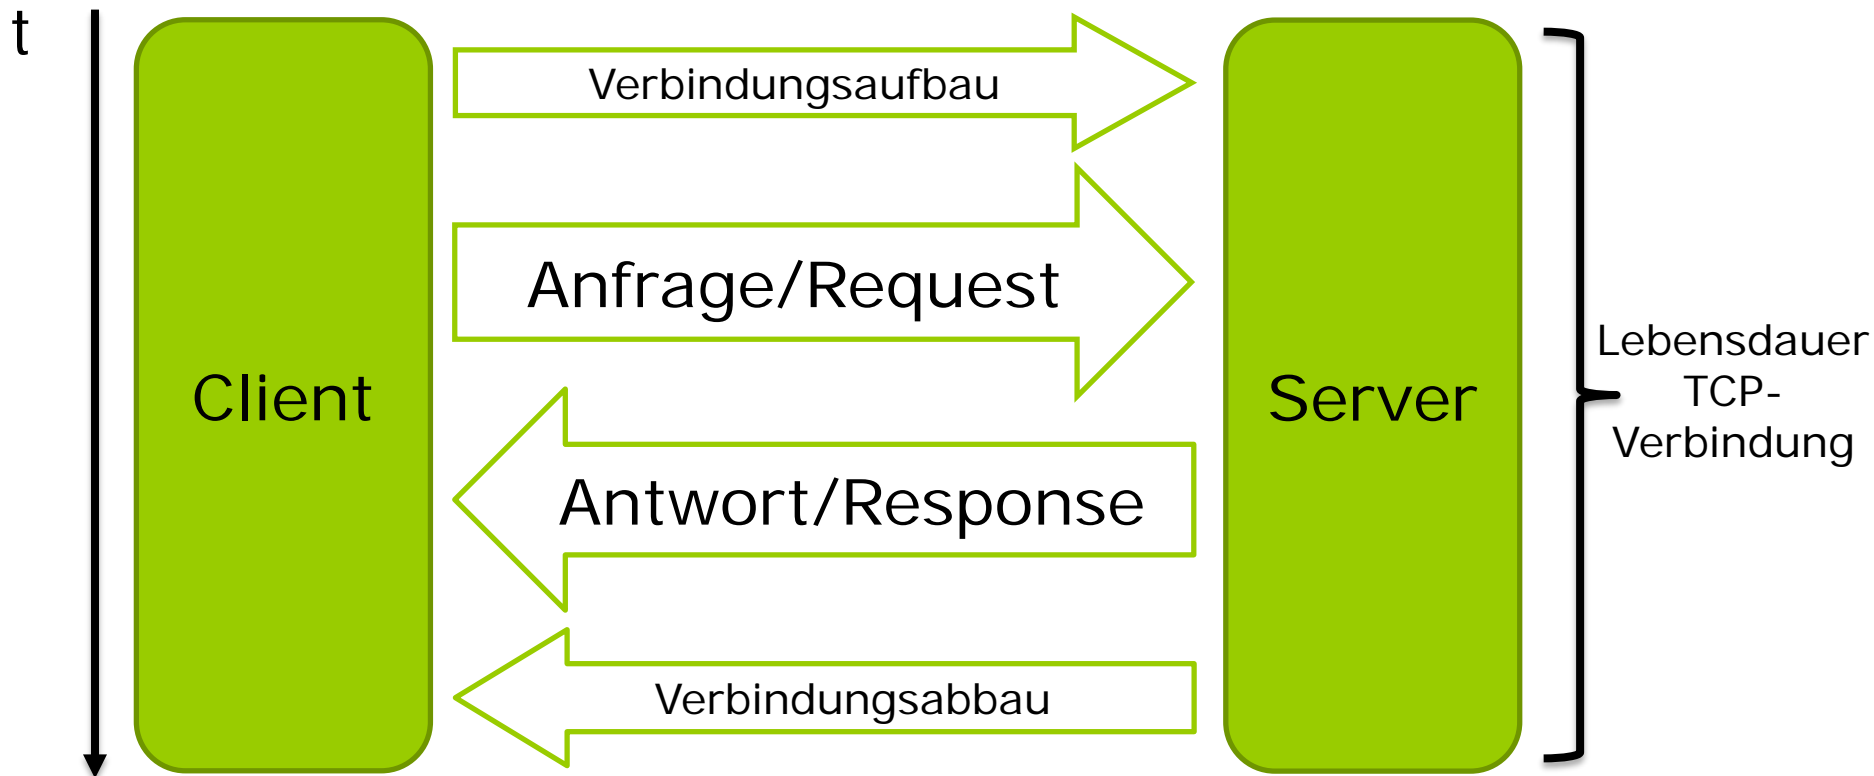 t
Verbindungsaufbau
Anfrage/Request
Client
Server
Lebensdauer
TCP-
Verbindung
Antwort/Response
Verbindungsabbau